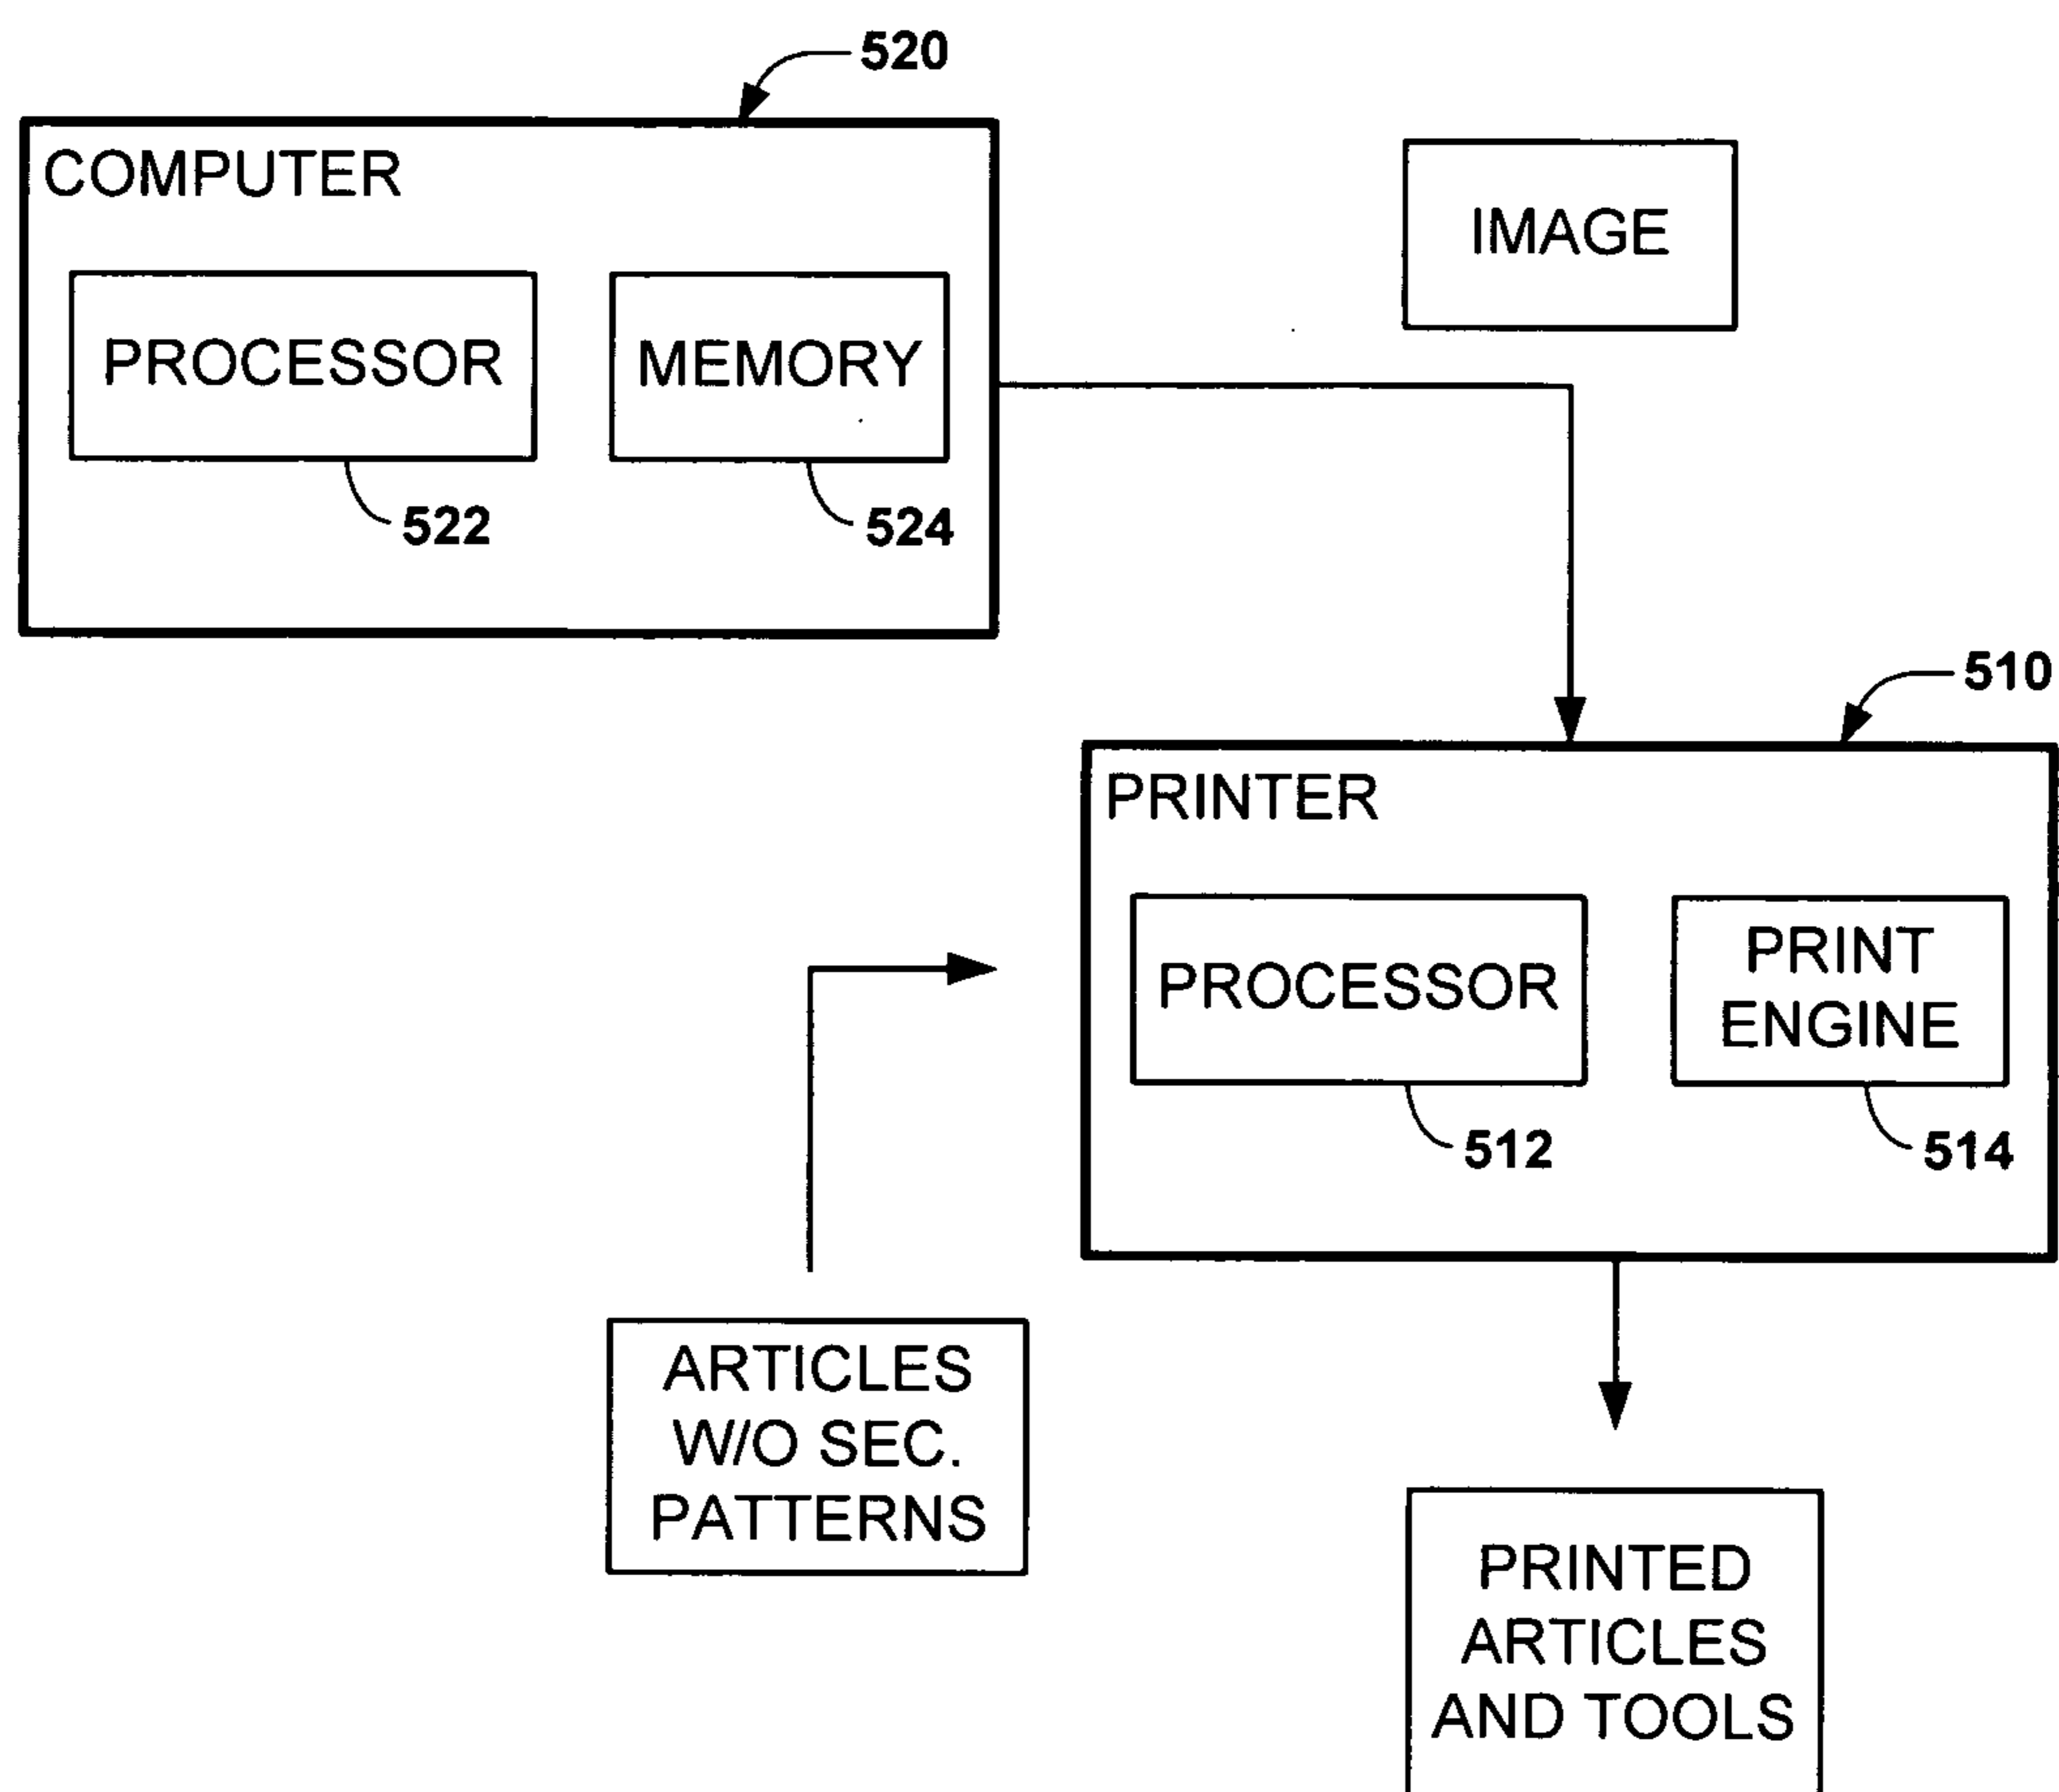 520
COMPUTER
IMAGE
PROCESSOR
MEMORY
522
524
510
PRINTER
PROCESSOR
PRINT
ENGINE
512
514
ARTICLES
W/O SEC.
PATTERNS
PRINTED
ARTICLES
AND TOOLS